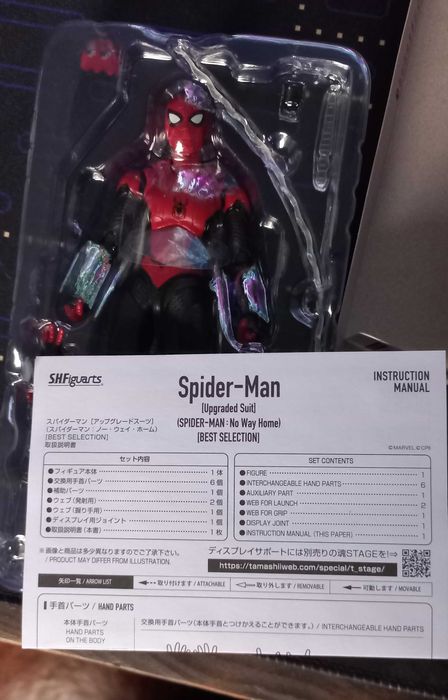 S.H.Figuarts
Spider-Man
[Upgraded Suit]
(SPIDER-MAN: No Way Home)
[BEST SELECTION]
INSTRUCTION
MANUAL
スパイダーマン [アップグレードスーツ]
(スパイダーマン：ノー・ウェイ・ホーム)
[BEST SELECTION]
取扱説明書
©MARVEL ©CPII
セット内容
●フィギュア本体 1体
●交換用手首パーツ 6個
●補助パーツ 1個
●ウェブ(発射用) 2個
●ウェブ(握り手用) 1個
●ディスプレイ用ジョイント 1個
●取扱説明書(本書) 1枚
SET CONTENTS
●FIGURE 1
●INTERCHANGEABLE HAND PARTS 6
●AUXILIARY PART 1
●WEB FOR LAUNCH 2
●WEB FOR GRIP 1
●DISPLAY JOINT 1
●INSTRUCTION MANUAL (THIS PAPER) 1
※画像と商品は多少異なりますのでご了承下さい。
/ PRODUCT MAY DIFFER FROM ILLUSTRATION.
ディスプレイサポートには別売りの魂STAGEを!→
https://tamashiiweb.com/special/t_stage/
矢印一覧 / ARROW LIST
取り付けます / ATTACHABLE
取り外します / REMOVABLE
可動します / MOVABLE
手首パーツ / HAND PARTS
本体手首パーツ
HAND PARTS
ON THE BODY
交換用手首パーツ(本体手首とつけかえることができます。) / INTERCHANGEABLE HAND PARTS